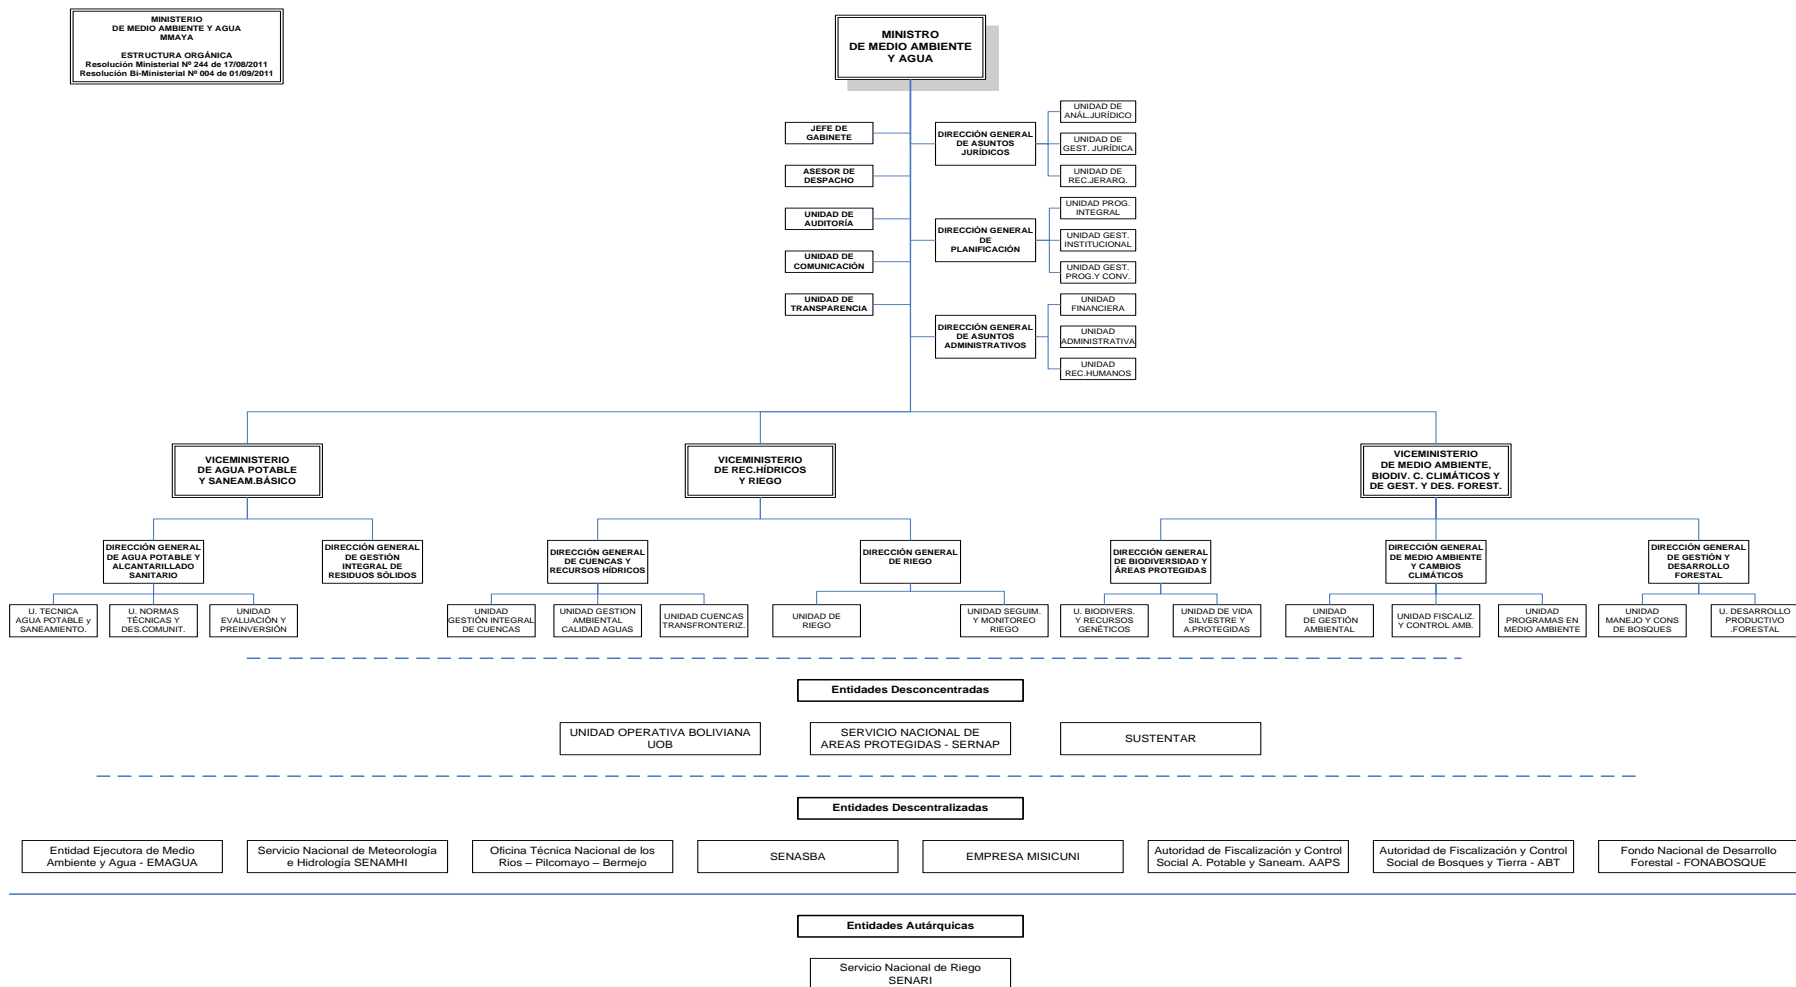 MINISTERIO
DE MEDIO AMBIENTE Y AGUA
MMAYA
ESTRUCTURA ORGÁNICA
Resolución Ministerial Nº 244 de 17/08/2011
Resolución Bi-Ministerial Nº 004 de 01/09/2011
MINISTRO
DE MEDIO AMBIENTE
Y AGUA
JEFE DE
GABINETE
ASESOR DE
DESPACHO
UNIDAD DE
AUDITORÍA
UNIDAD DE
COMUNICACIÓN
UNIDAD DE
TRANSPARENCIA
DIRECCIÓN GENERAL
DE ASUNTOS
JURÍDICOS
UNIDAD DE
ANÁL.JURÍDICO
UNIDAD DE
GEST. JURÍDICA
UNIDAD DE
REC.JERARQ.
DIRECCIÓN GENERAL
DE
PLANIFICACIÓN
UNIDAD PROG.
INTEGRAL
UNIDAD GEST.
INSTITUCIONAL
UNIDAD GEST.
PROG.Y CONV.
DIRECCIÓN GENERAL
DE ASUNTOS
ADMINISTRATIVOS
UNIDAD
FINANCIERA
UNIDAD
ADMINISTRATIVA
UNIDAD
REC.HUMANOS
VICEMINISTERIO
DE AGUA POTABLE
Y SANEAM.BÁSICO
VICEMINISTERIO
DE REC.HÍDRICOS
Y RIEGO
VICEMINISTERIO
DE MEDIO AMBIENTE,
BIODIV. C. CLIMÁTICOS Y
DE GEST. Y DES. FOREST.
DIRECCIÓN GENERAL
DE AGUA POTABLE Y
ALCANTARILLADO
SANITARIO
DIRECCIÓN GENERAL
DE GESTIÓN
INTEGRAL DE
RESIDUOS SÓLIDOS
DIRECCIÓN GENERAL
DE CUENCAS Y
RECURSOS HÍDRICOS
DIRECCIÓN GENERAL
DE RIEGO
DIRECCIÓN GENERAL
DE BIODIVERSIDAD Y
ÁREAS PROTEGIDAS
DIRECCIÓN GENERAL
DE MEDIO AMBIENTE
Y CAMBIOS
CLIMÁTICOS
DIRECCIÓN GENERAL
DE GESTIÓN Y
DESARROLLO
FORESTAL
U. TECNICA
AGUA POTABLE y
SANEAMIENTO.
U. NORMAS
TÉCNICAS Y
DES.COMUNIT.
UNIDAD
EVALUACIÓN Y
PREINVERSIÓN
UNIDAD
GESTIÓN INTEGRAL
DE CUENCAS
UNIDAD GESTION
AMBIENTAL
CALIDAD AGUAS
UNIDAD CUENCAS
TRANSFRONTERIZ.
UNIDAD DE
RIEGO
UNIDAD SEGUIM.
Y MONITOREO
RIEGO
U. BIODIVERS.
Y RECURSOS
GENÉTICOS
UNIDAD DE VIDA
SILVESTRE Y
A.PROTEGIDAS
UNIDAD
DE GESTIÓN
AMBIENTAL
UNIDAD FISCALIZ.
Y CONTROL AMB.
UNIDAD
PROGRAMAS EN
MEDIO AMBIENTE
UNIDAD
MANEJO Y CONS
DE BOSQUES
U. DESARROLLO
PRODUCTIVO
.FORESTAL
Entidades Desconcentradas
UNIDAD OPERATIVA BOLIVIANA
UOB
SERVICIO NACIONAL DE
AREAS PROTEGIDAS - SERNAP
SUSTENTAR
Entidades Descentralizadas
Entidad Ejecutora de Medio
Ambiente y Agua - EMAGUA
Servicio Nacional de Meteorología
e Hidrología SENAMHI
Oficina Técnica Nacional de los
Rios – Pilcomayo – Bermejo
SENASBA
EMPRESA MISICUNI
Autoridad de Fiscalización y Control
Social A. Potable y Saneam. AAPS
Autoridad de Fiscalización y Control
Social de Bosques y Tierra - ABT
Fondo Nacional de Desarrollo
Forestal - FONABOSQUE
Entidades Autárquicas
Servicio Nacional de Riego
SENARI